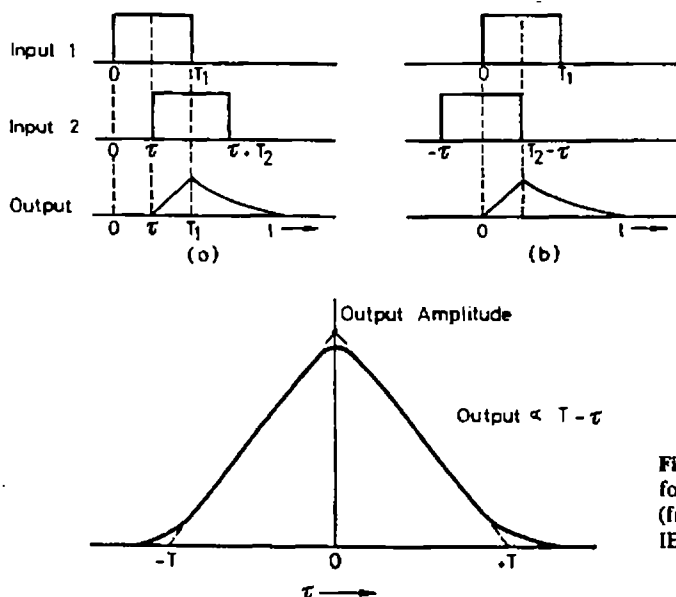 Input 1
0 T₁
0 T₁
Input 2
0 τ τ + T₂
-τ T₂-τ
Output
0 τ T₁ t
0 t
(a) (b)
Output Amplitude
Output ∝ T - τ
-T 0 +T
τ